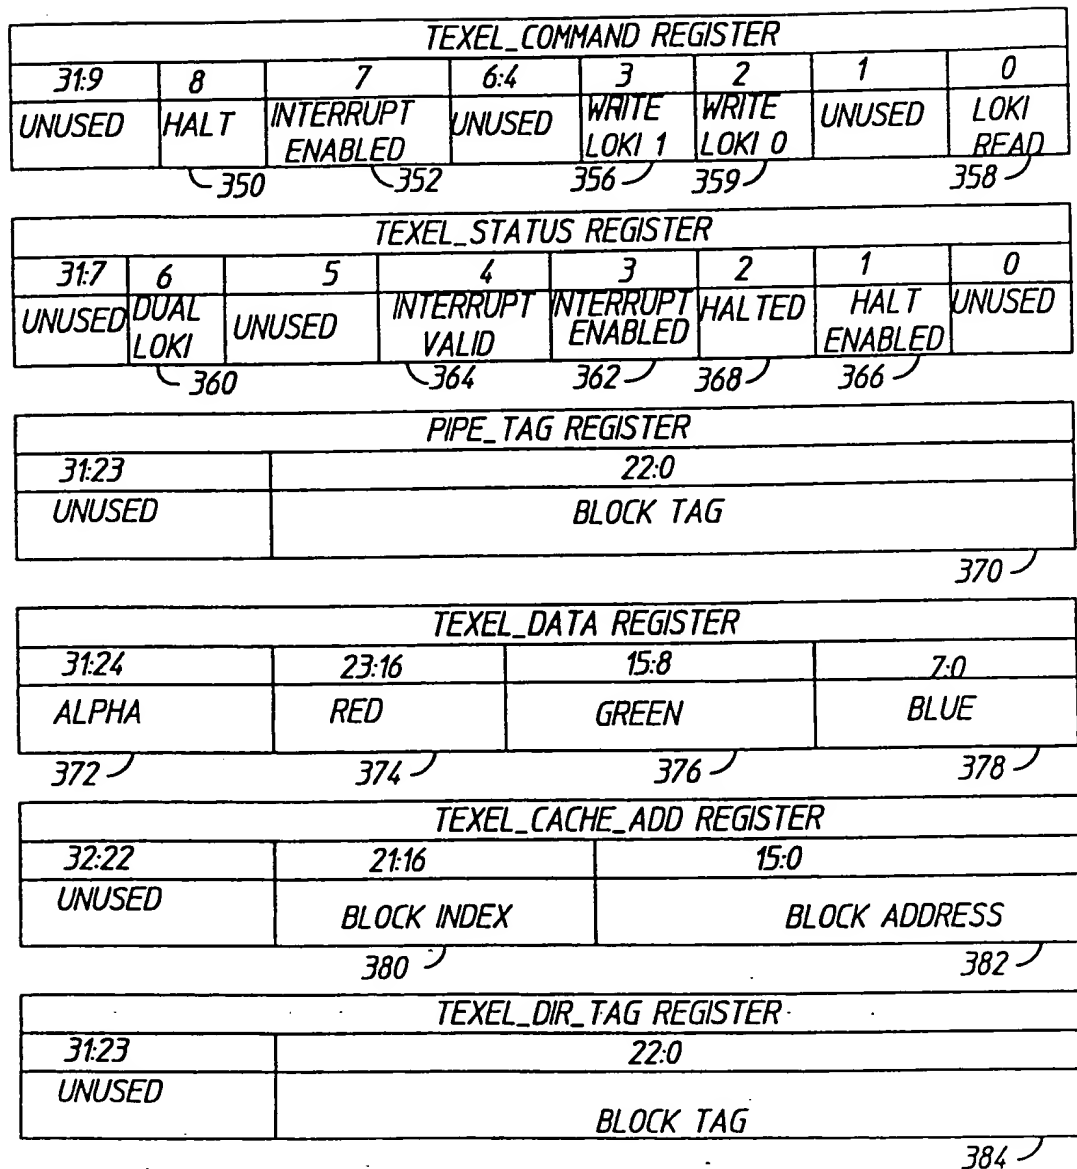 TEXEL_COMMAND REGISTER
31:9 8 7 6:4 3 2 1 0
UNUSED HALT INTERRUPT ENABLED UNUSED WRITE LOKI 1 WRITE LOKI 0 UNUSED LOKI READ
350 352 356 359 358
TEXEL_STATUS REGISTER
31:7 6 5 4 3 2 1 0
UNUSED DUAL LOKI UNUSED INTERRUPT VALID INTERRUPT ENABLED HALTED HALT ENABLED UNUSED
360 364 362 368 366
PIPE_TAG REGISTER
31:23 22:0
UNUSED BLOCK TAG
370
TEXEL_DATA REGISTER
31:24 23:16 15:8 7:0
ALPHA RED GREEN BLUE
372 374 376 378
TEXEL_CACHE_ADD REGISTER
32:22 21:16 15:0
UNUSED BLOCK INDEX BLOCK ADDRESS
380 382
TEXEL_DIR_TAG REGISTER
31:23 22:0
UNUSED BLOCK TAG
384